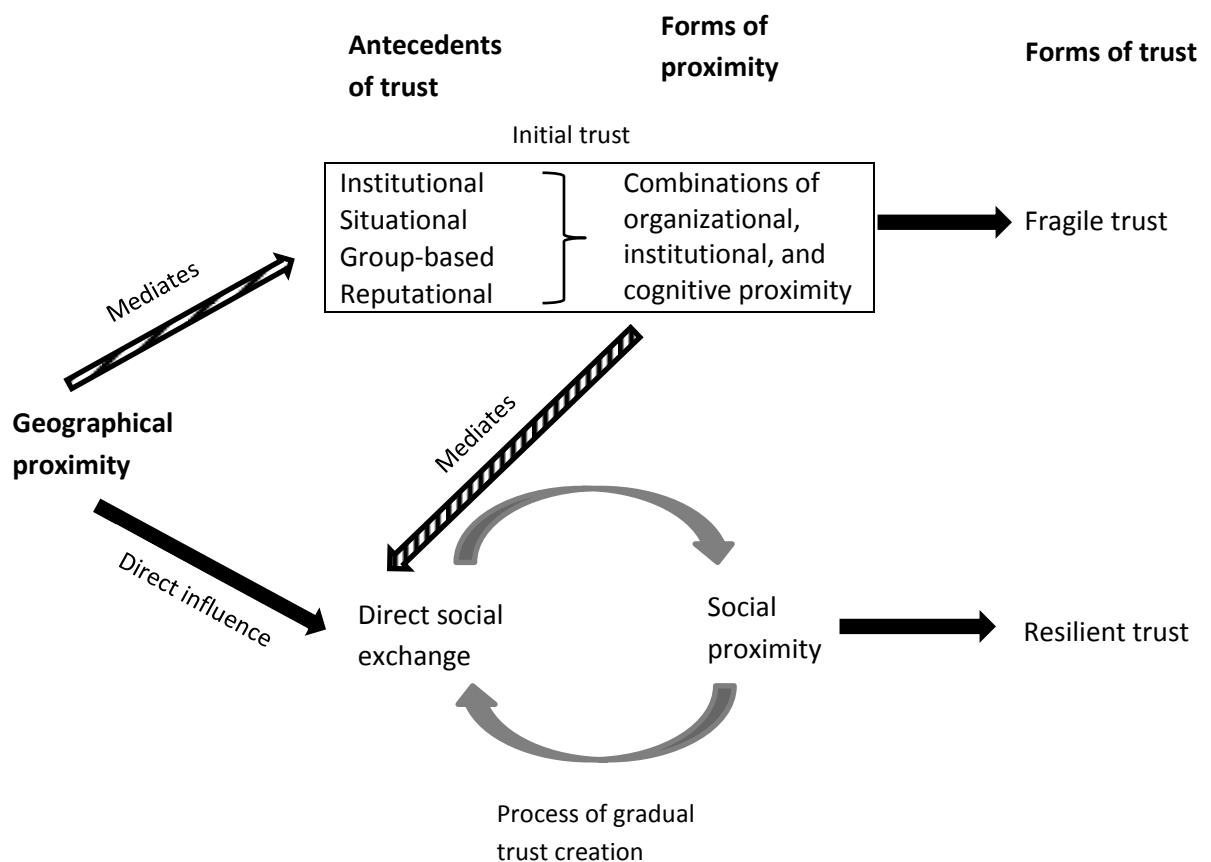 Antecedents
of trust
Forms of
proximity
Forms of trust
Initial trust
Institutional
Situational
Group-based
Reputational
Combinations of
organizational,
institutional, and
cognitive proximity
Fragile trust
Mediates
Mediates
Geographical
proximity
Direct influence
Direct social
exchange
Social
proximity
Resilient trust
Process of gradual
trust creation